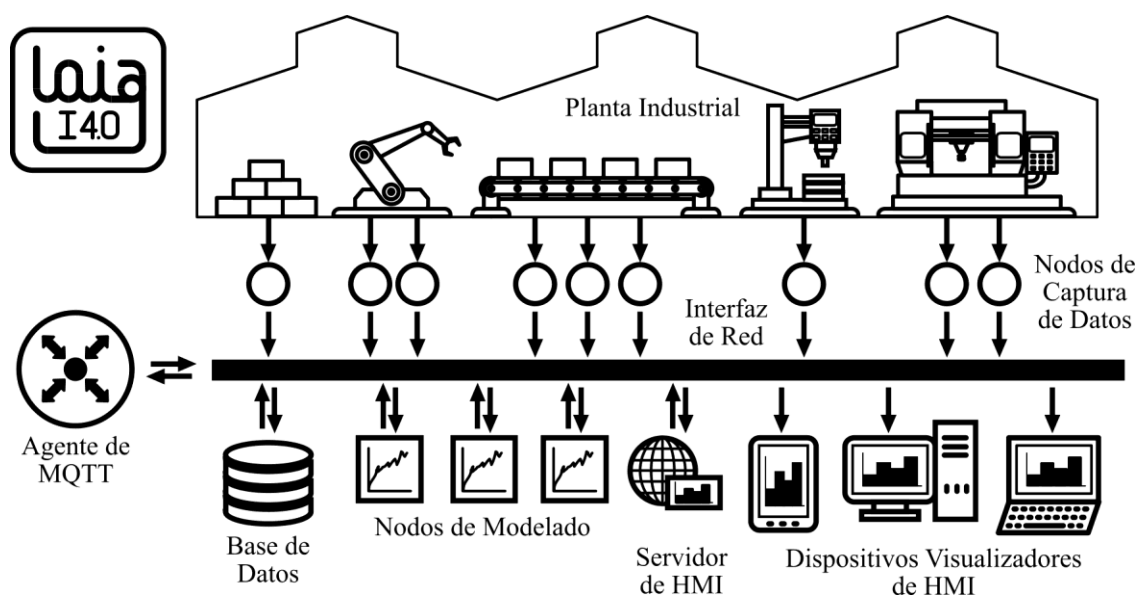 Loia
I4.0
Planta Industrial
Nodos de
Captura
de Datos
Interfaz
de Red
Agente de
MQTT
Base de
Datos
Nodos de Modelado
Servidor
de HMI
Dispositivos Visualizadores
de HMI